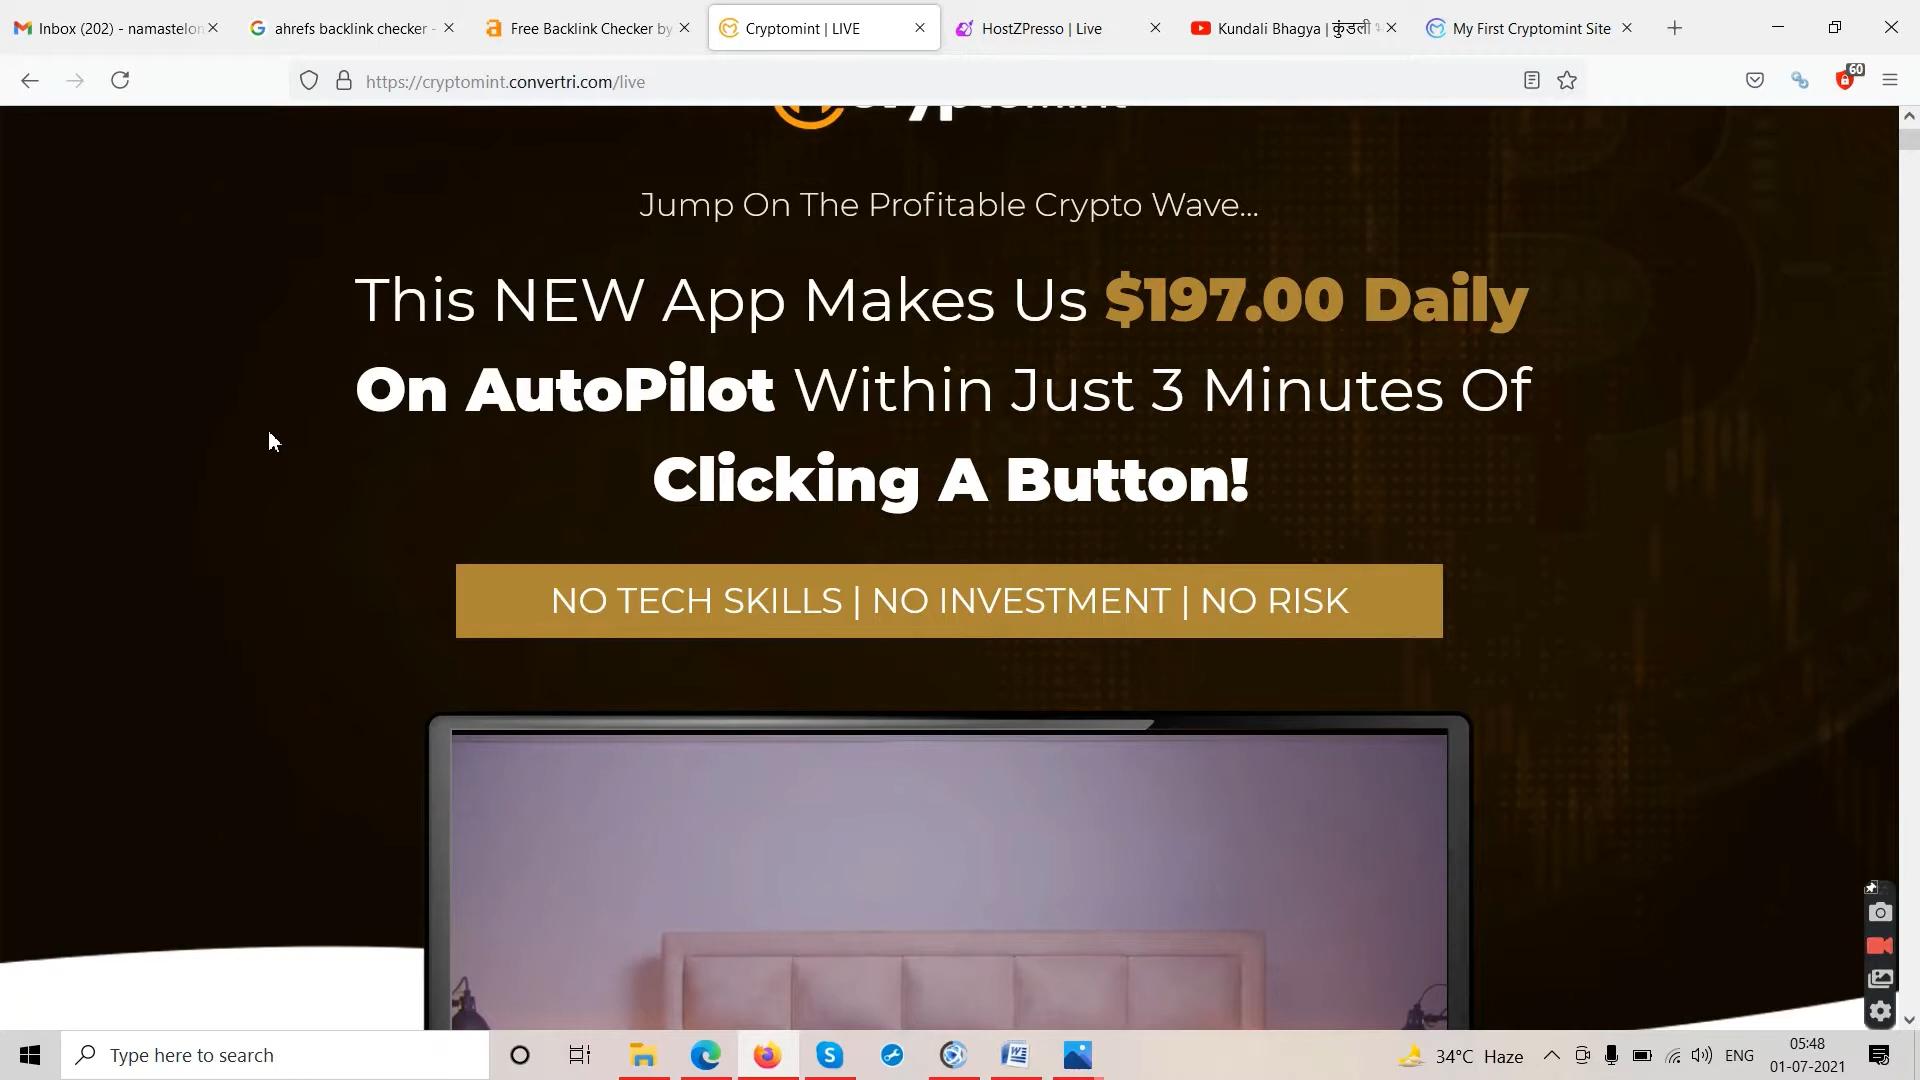 Inbox (202) - namastelon
ahrefs backlink checker -
Free Backlink Checker by
Cryptomint | LIVE
HostZPresso | Live
Kundali Bhagya | कुंडली
My First Cryptomint Site
https://cryptomint.convertri.com/live
60
Cryptomint
Jump On The Profitable Crypto Wave...
This NEW App Makes Us $197.00 Daily
On AutoPilot Within Just 3 Minutes Of
Clicking A Button!
NO TECH SKILLS | NO INVESTMENT | NO RISK
Type here to search
34°C Haze
ENG
05:48
01-07-2021